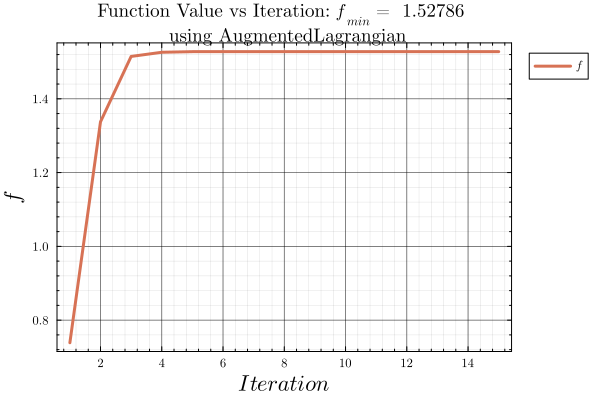 Function Value vs Iteration: f_min = 1.52786
using AugmentedLagrangian
f
1.4
1.2
1.0
0.8
f
2 4 6 8 10 12 14
Iteration